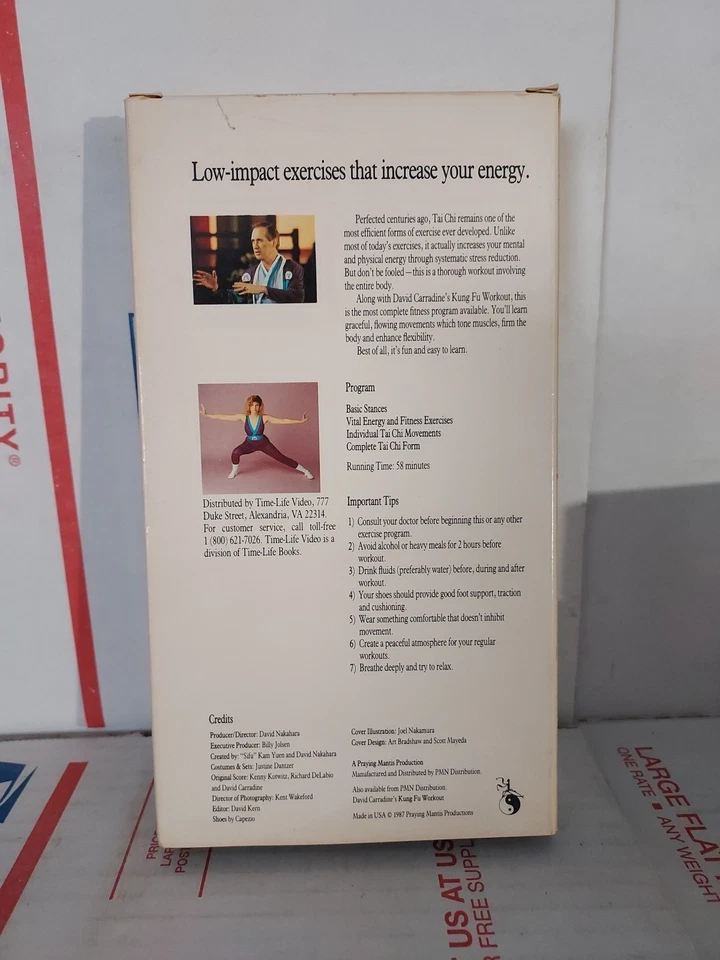 Low-impact exercises that increase your energy.
Perfected centuries ago, Tai Chi remains one of the
most efficient forms of exercise ever developed. Unlike
most of today's exercises, it actually increases your mental
and physical energy through systematic stress reduction.
But don't be fooled—this is a thorough workout involving
the entire body.
Along with David Carradine's Kung Fu Workout, this
is the most complete fitness program available. You'll learn
graceful, flowing movements which tone muscles, firm the
body and enhance flexibility.
Best of all, it's fun and easy to learn.
Program
Basic Stances
Vital Energy and Fitness Exercises
Individual Tai Chi Movements
Complete Tai Chi Form
Running Time: 58 minutes
Distributed by Time-Life Video, 777
Duke Street, Alexandria, VA 22314.
For customer service, call toll-free
1 (800) 621-7026. Time-Life Video is a
division of Time-Life Books.
Important Tips
1) Consult your doctor before beginning this or any other
exercise program.
2) Avoid alcohol or heavy meals for 2 hours before
workout.
3) Drink fluids (preferably water) before, during and after
workout.
4) Your shoes should provide good foot support, traction
and cushioning.
5) Wear something comfortable that doesn't inhibit
movement.
6) Create a peaceful atmosphere for your regular
workouts.
7) Breathe deeply and try to relax.
Credits
Producer/Director: David Nakahara
Executive Producer: Billy Jolsen
Created by: "Sifu" Kam Yuen and David Nakahara
Costumes & Sets: Justine Dantzer
Original Score: Kenny Kotwitz, Richard DeLabio
and David Carradine
Director of Photography: Kent Wakeford
Editor: David Kern
Shoes by Capezio
Cover Illustration: Joel Nakamura
Cover Design: Art Bradshaw and Scott Mayeda
A Praying Mantis Production
Manufactured and Distributed by PMN Distribution
Also available from PMN Distribution:
David Carradine's Kung Fu Workout
Made in USA © 1987 Praying Mantis Productions
ORITY®
LARGE FLAT
ONE RATE ■ ANY WEIGHT
US AT US
FREE SUPPL